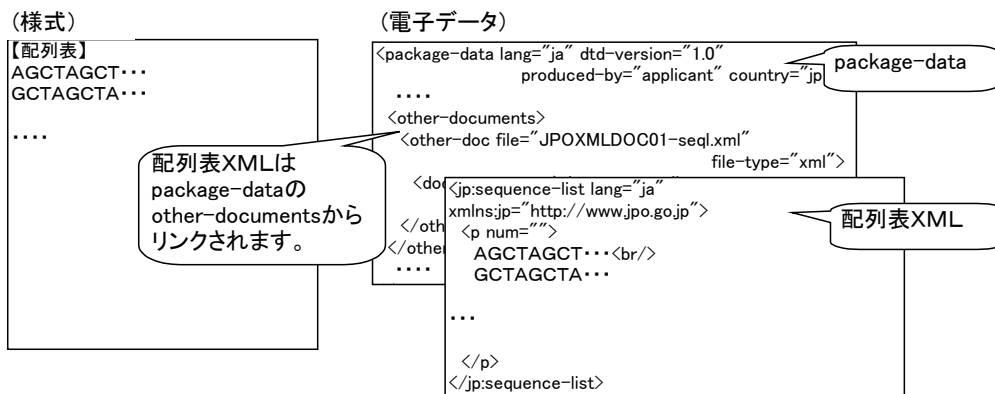 (様式)
【配列表】
AGCTAGCT･･･
GCTAGCTA･･･
････
配列表XMLは
package-dataの
other-documentsから
リンクされます。
(電子データ)
<package-data lang="ja" dtd-version="1.0"
produced-by="applicant" country="jp
････
<other-documents>
<other-doc file="JPOXMLDOC01-seql.xml"
file-type="xml">
<doc
</oth
</other
････
package-data
<jp:sequence-list lang="ja"
xmlns:jp="http://www.jpo.go.jp">
<p num="">
AGCTAGCT･･･<br/>
GCTAGCTA･･･
･･･
</p>
</jp:sequence-list>
配列表XML